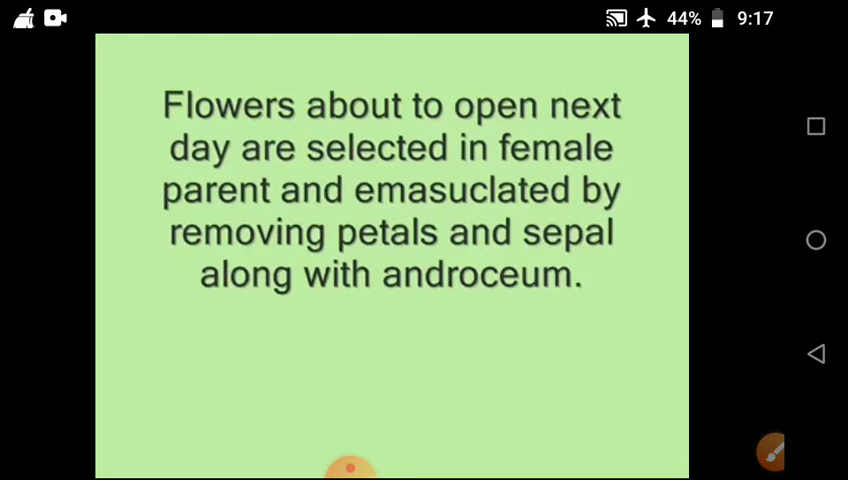 44% 9:17
Flowers about to open next
day are selected in female
parent and emasuclated by
removing petals and sepal
along with androceum.